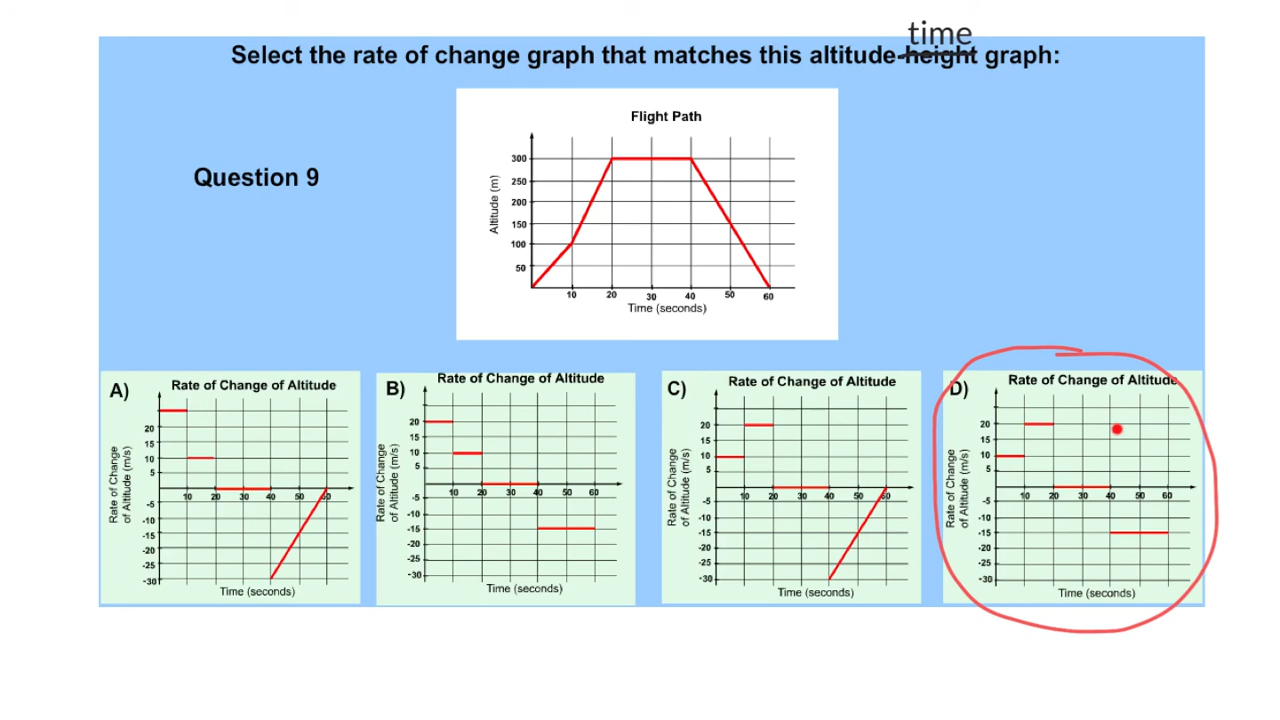 time
Select the rate of change graph that matches this altitude-height graph:
Question 9
Flight Path
Altitude (m)
300
250
200
150
100
50
10 20 30 40 50 60
Time (seconds)
A)
Rate of Change of Altitude
Rate of Change
of Altitude (m/s)
20
15
10
5
10 20 30 40 50 60
-5
-10
-15
-20
-25
-30
Time (seconds)
B)
Rate of Change of Altitude
Rate of Change
of Altitude (m/s)
20
15
10
5
10 20 30 40 50 60
-5
-10
-15
-20
-25
-30
Time (seconds)
C)
Rate of Change of Altitude
Rate of Change
of Altitude (m/s)
20
15
10
5
10 20 30 40 50 60
-5
-10
-15
-20
-25
-30
Time (seconds)
D)
Rate of Change of Altitude
Rate of Change
of Altitude (m/s)
20
15
10
5
10 20 30 40 50 60
-5
-10
-15
-20
-25
-30
Time (seconds)